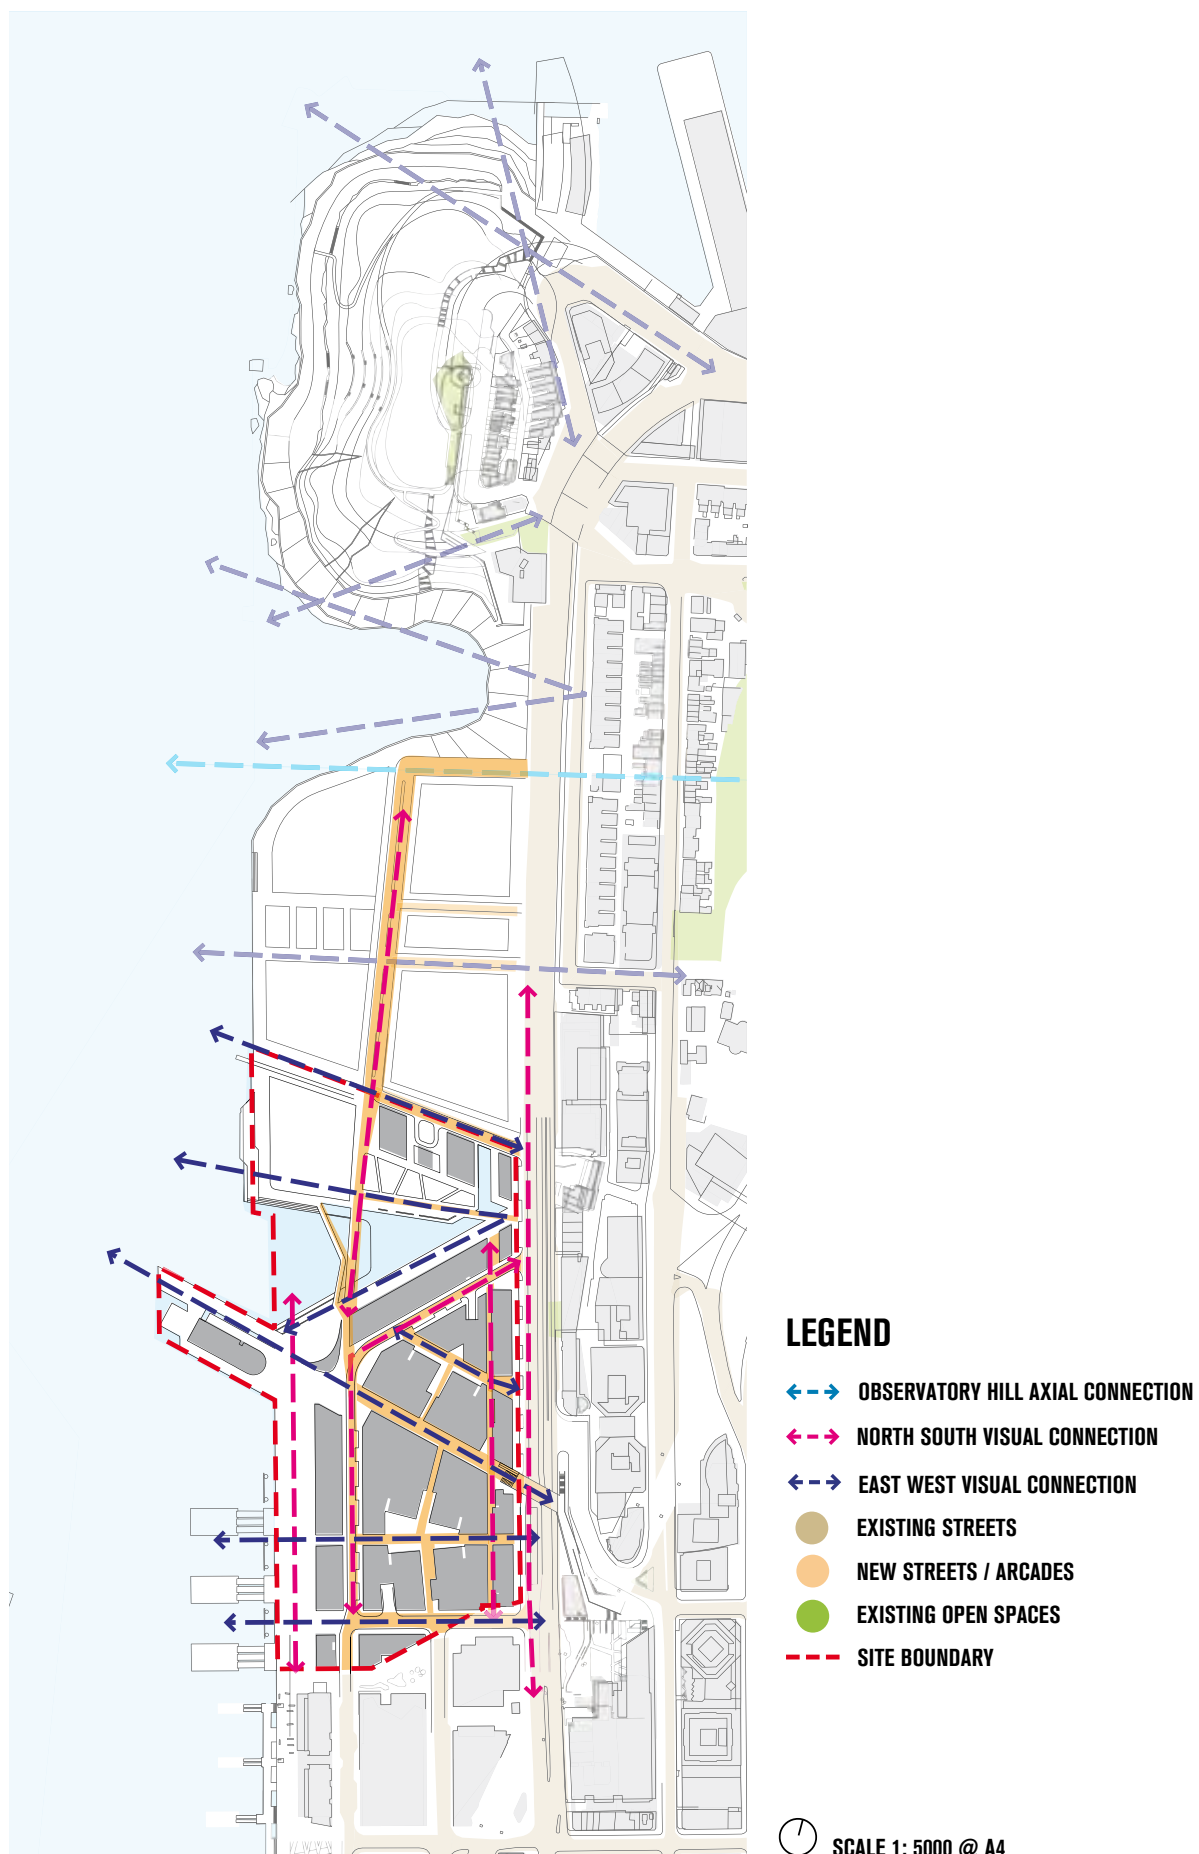 LEGEND
OBSERVATORY HILL AXIAL CONNECTION
NORTH SOUTH VISUAL CONNECTION
EAST WEST VISUAL CONNECTION
EXISTING STREETS
NEW STREETS / ARCADES
EXISTING OPEN SPACES
SITE BOUNDARY
SCALE 1: 5000 @ A4